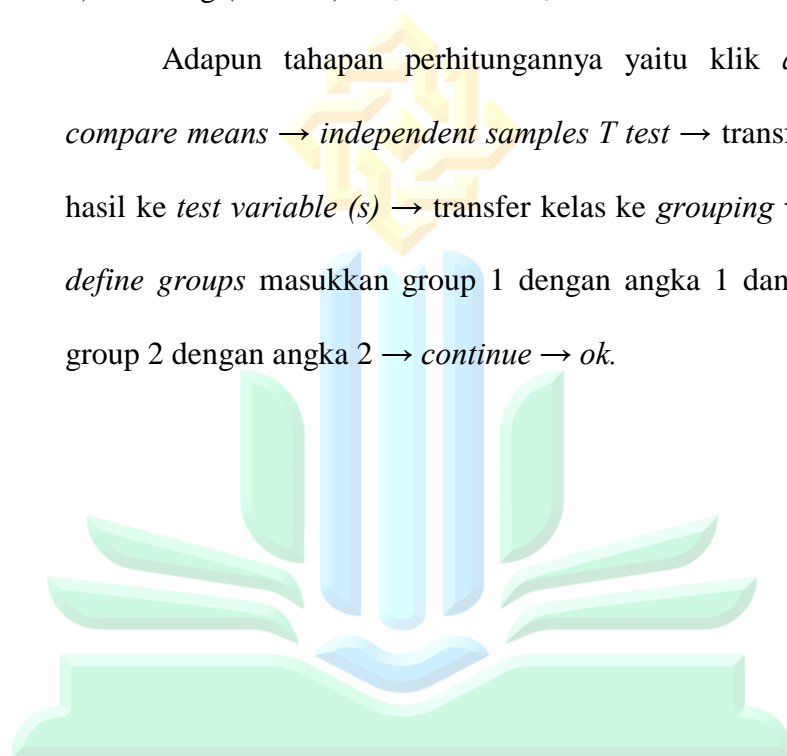 Adapun tahapan perhitungannya yaitu klik
compare means → independent samples T test →
hasil ke test variable (s) → transfer kelas ke grouping
define groups masukkan group 1 dengan angka 1 dan
group 2 dengan angka 2 → continue → ok.